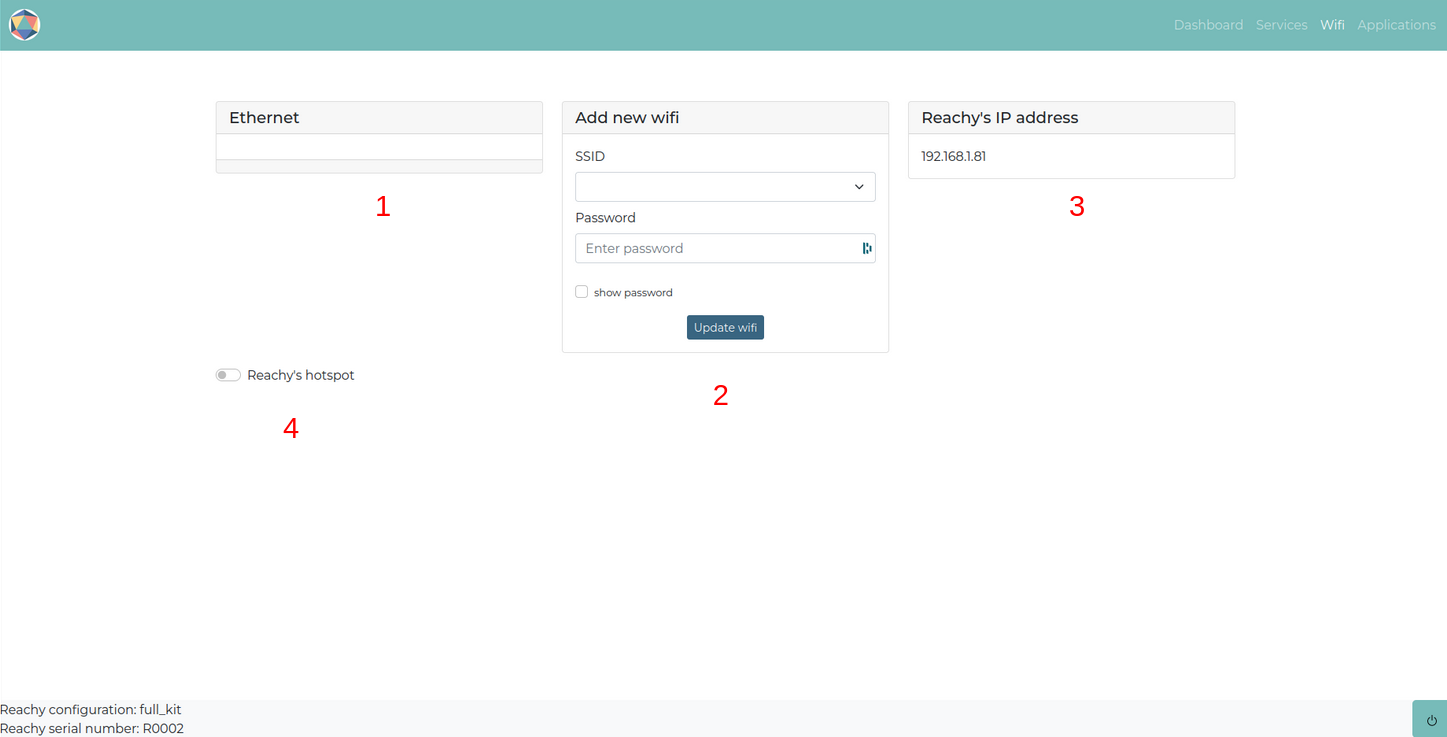 Dashboard Services Wifi Applications
Ethernet
Add new wifi
Reachy's IP address
SSID
192.168.1.81
1
3
Password
Enter password
show password
Update wifi
Reachy's hotspot
2
4
Reachy configuration: full_kit
Reachy serial number: R0002